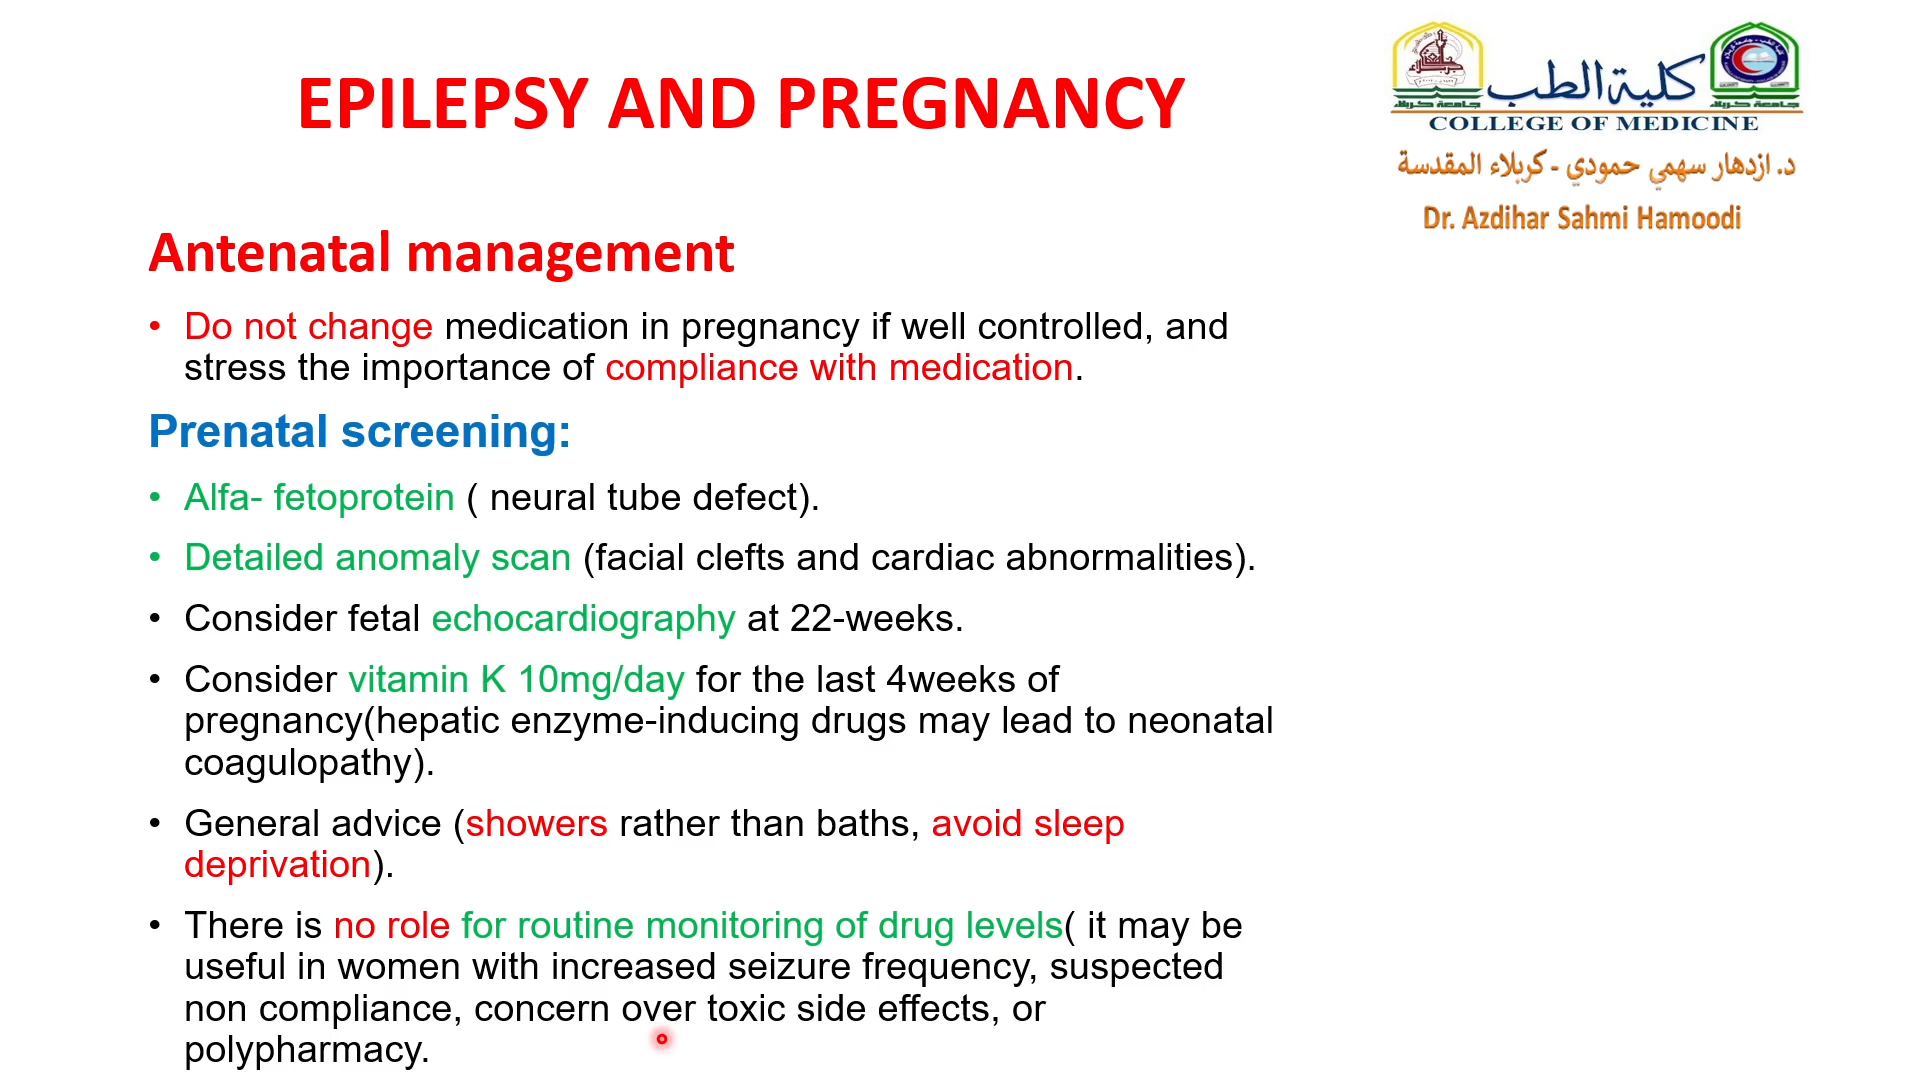 EPILEPSY AND PREGNANCY
كلية الطب
جامعة كربلاء
جامعة كربلاء
COLLEGE OF MEDICINE
د. ازدهار سهمي حمودي - كربلاء المقدسة
Dr. Azdihar Sahmi Hamoodi
Antenatal management
• Do not change medication in pregnancy if well controlled, and
stress the importance of compliance with medication.
Prenatal screening:
• Alfa- fetoprotein ( neural tube defect).
• Detailed anomaly scan (facial clefts and cardiac abnormalities).
• Consider fetal echocardiography at 22-weeks.
• Consider vitamin K 10mg/day for the last 4weeks of
pregnancy(hepatic enzyme-inducing drugs may lead to neonatal
coagulopathy).
• General advice (showers rather than baths, avoid sleep
deprivation).
• There is no role for routine monitoring of drug levels( it may be
useful in women with increased seizure frequency, suspected
non compliance, concern over toxic side effects, or
polypharmacy.